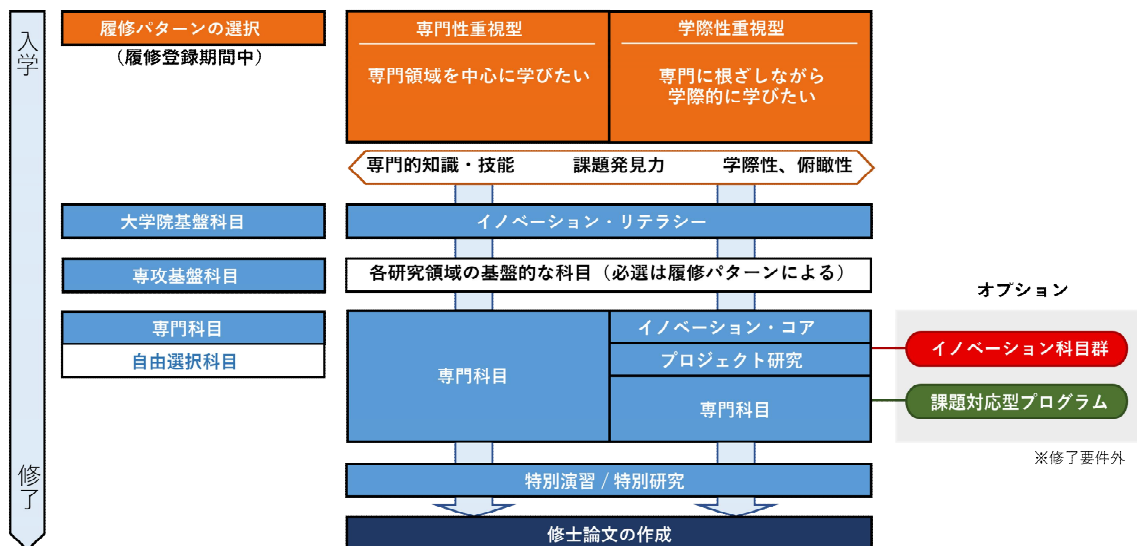 入学
履修パターンの選択
(履修登録期間中)
専門性重視型
専門領域を中心に学びたい
学際性重視型
専門に根ざしながら
学際的に学びたい
専門的知識・技能 課題発見力 学際性、俯瞰性
大学院基盤科目
イノベーション・リテラシー
専攻基盤科目
各研究領域の基盤的な科目（必選は履修パターンによる）
専門科目
自由選択科目
専門科目
イノベーション・コア
プロジェクト研究
専門科目
オプション
イノベーション科目群
課題対応型プログラム
※修了要件外
特別演習 / 特別研究
修士論文の作成
修了